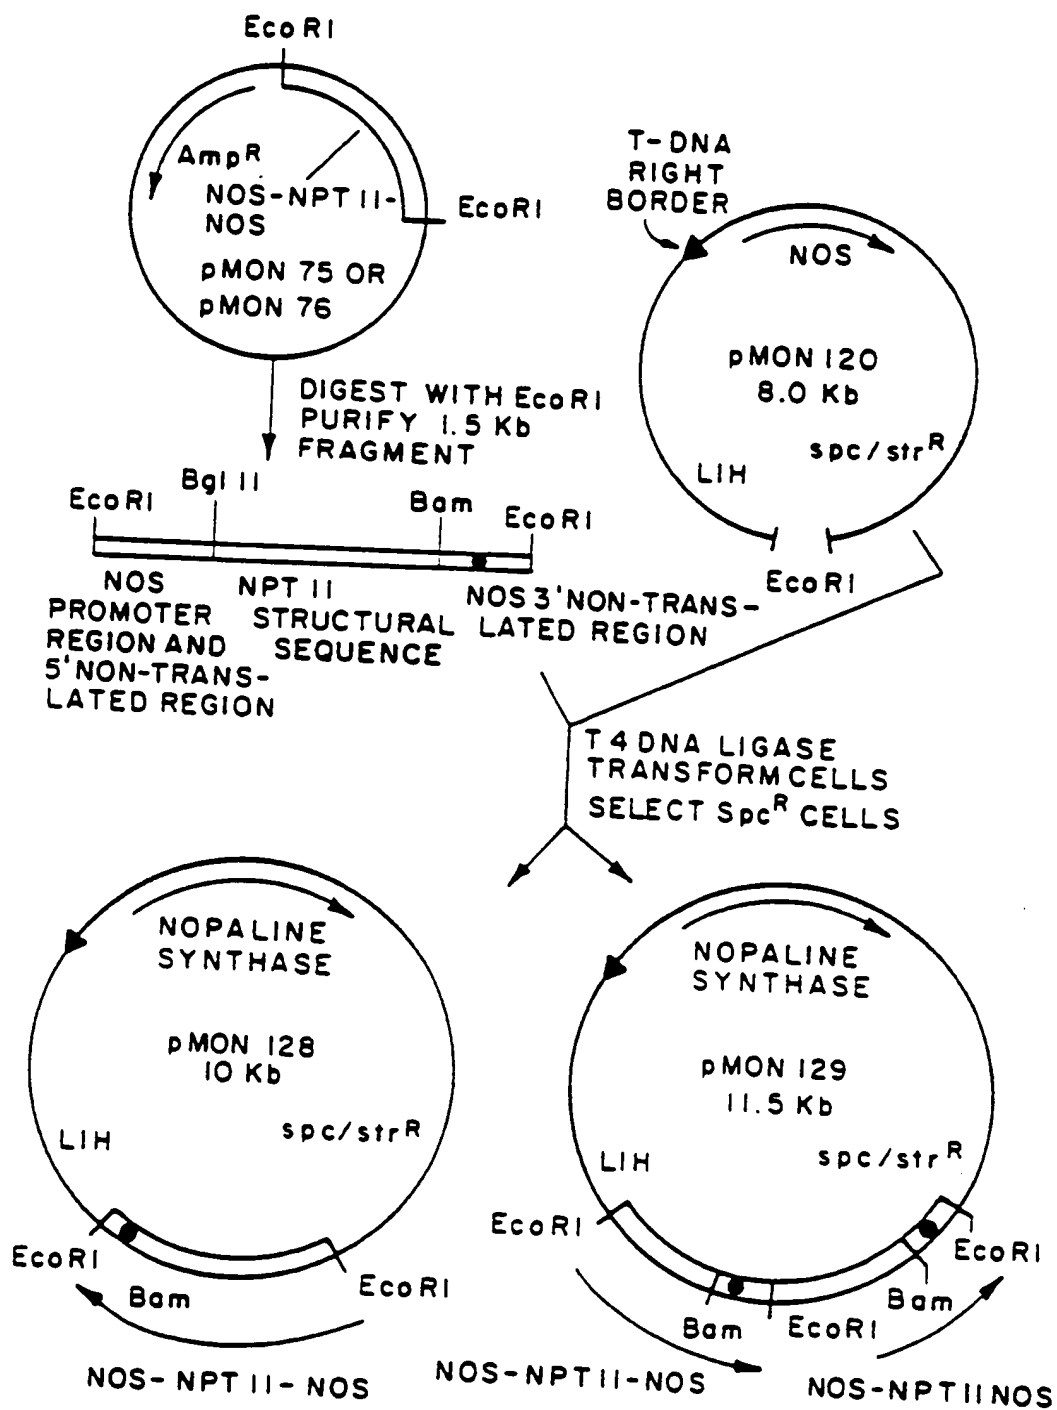 EcoRI
AmpR
NOS-NPT II-
NOS
EcoRI
pMON 75 OR
pMON 76
T-DNA
RIGHT
BORDER
NOS
pMON 120
8.0 Kb
spc/strR
LIH
EcoRI
DIGEST WITH EcoRI
PURIFY 1.5 Kb
FRAGMENT
EcoRI
Bgl II
Bam
EcoRI
NOS
PROMOTER
REGION AND
5'NON-TRANS-
LATED REGION
NPT II
STRUCTURAL
SEQUENCE
NOS 3'NON-TRANS-
LATED REGION
T4 DNA LIGASE
TRANSFORM CELLS
SELECT SpcR CELLS
NOPALINE
SYNTHASE
pMON 128
10 Kb
LIH
spc/strR
EcoRI
Bam
EcoRI
NOS-NPT II-NOS
NOPALINE
SYNTHASE
pMON 129
11.5 Kb
LIH
spc/strR
EcoRI
Bam
EcoRI
Bam
EcoRI
NOS-NPT II-NOS
NOS-NPT II NOS